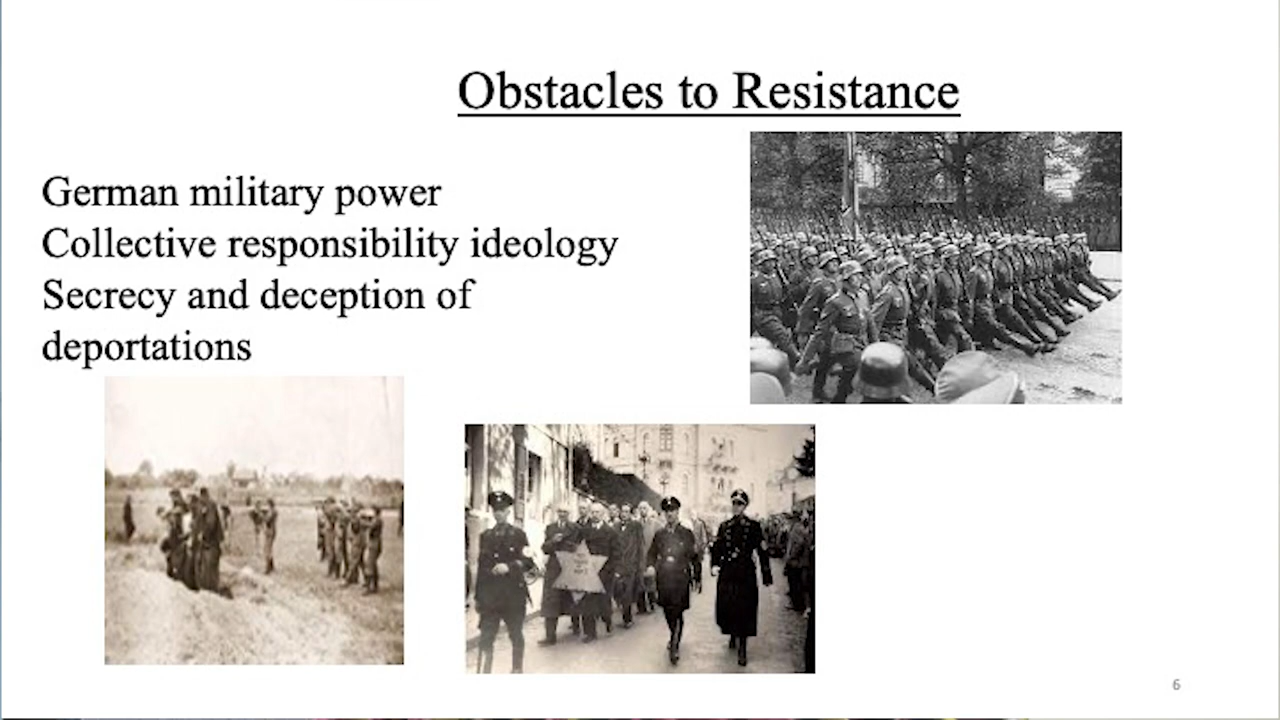 Obstacles to Resistance
German military power
Collective responsibility ideology
Secrecy and deception of
deportations
6